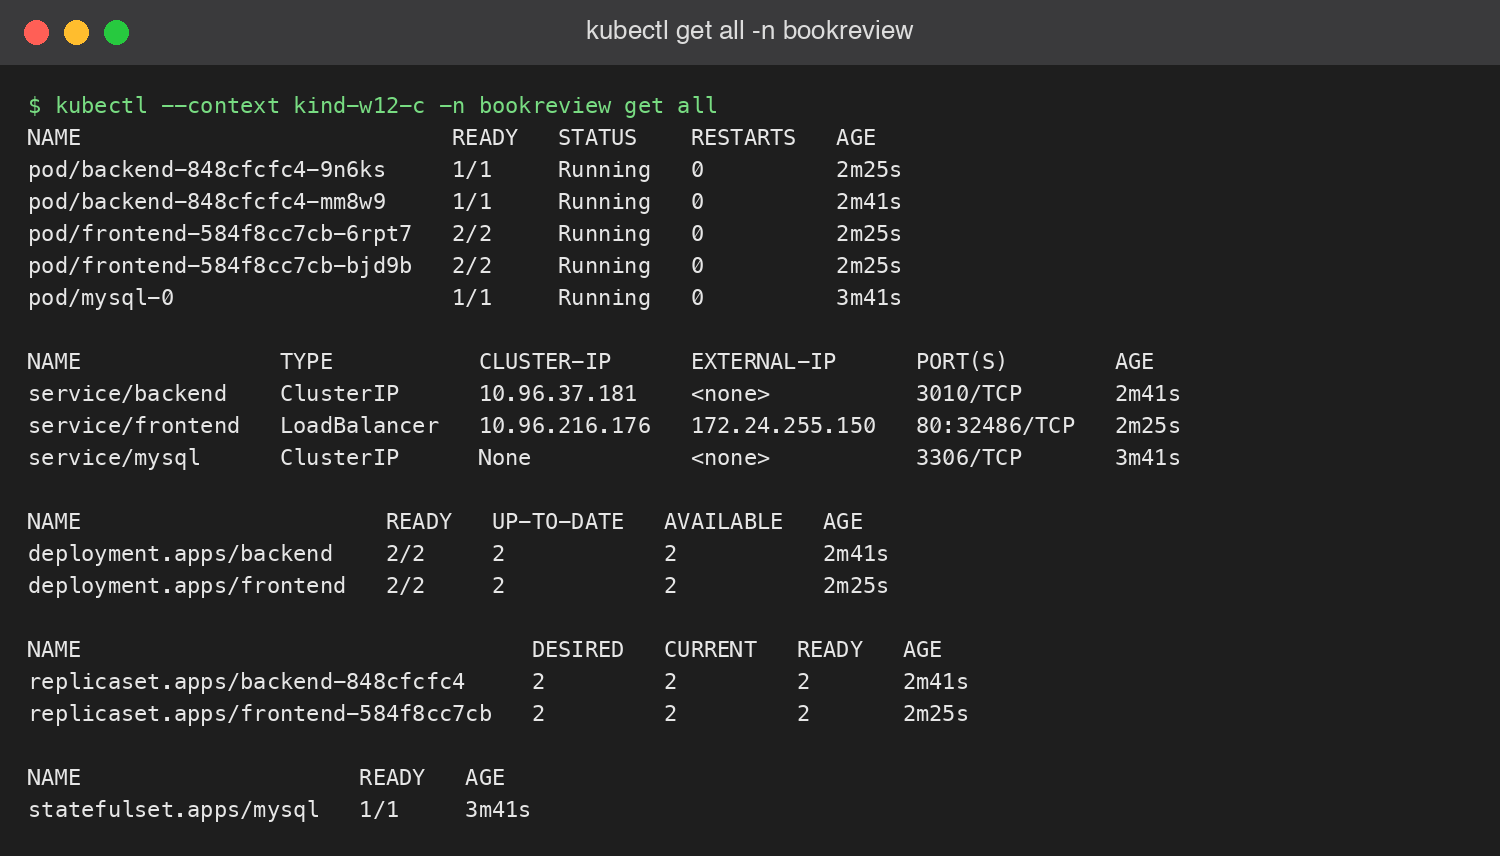 kubectl get all -n bookreview
$ kubectl --context kind-w12-c -n bookreview get all
NAME                            READY   STATUS    RESTARTS   AGE
pod/backend-848cfcfc4-9n6ks     1/1     Running   0          2m25s
pod/backend-848cfcfc4-mm8w9     1/1     Running   0          2m41s
pod/frontend-584f8cc7cb-6rpt7   2/2     Running   0          2m25s
pod/frontend-584f8cc7cb-bjd9b   2/2     Running   0          2m25s
pod/mysql-0                     1/1     Running   0          3m41s
NAME               TYPE           CLUSTER-IP      EXTERNAL-IP      PORT(S)        AGE
service/backend    ClusterIP      10.96.37.181    <none>           3010/TCP       2m41s
service/frontend   LoadBalancer   10.96.216.176   172.24.255.150   80:32486/TCP   2m25s
service/mysql      ClusterIP      None            <none>           3306/TCP       3m41s
NAME                       READY   UP-TO-DATE   AVAILABLE   AGE
deployment.apps/backend    2/2     2            2           2m41s
deployment.apps/frontend   2/2     2            2           2m25s
NAME                                  DESIRED   CURRENT   READY   AGE
replicaset.apps/backend-848cfcfc4     2         2         2       2m41s
replicaset.apps/frontend-584f8cc7cb   2         2         2       2m25s
NAME                     READY   AGE
statefulset.apps/mysql   1/1     3m41s